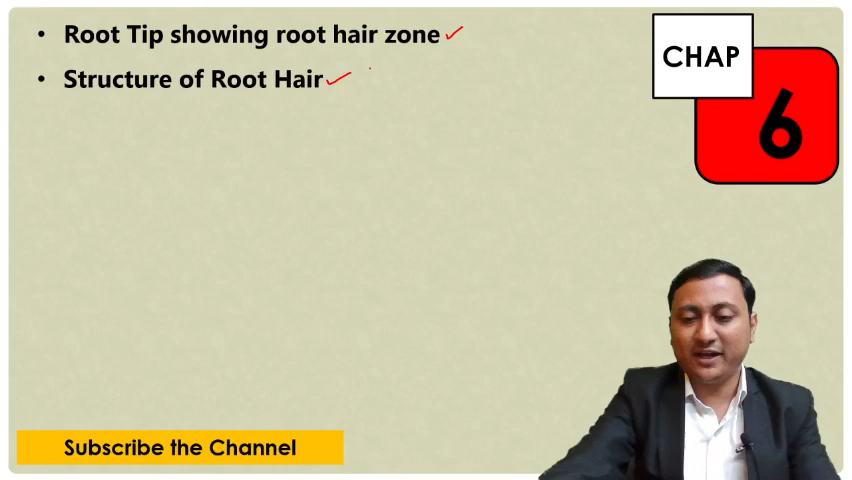 • Root Tip showing root hair zone
• Structure of Root Hair
CHAP
6
Subscribe the Channel